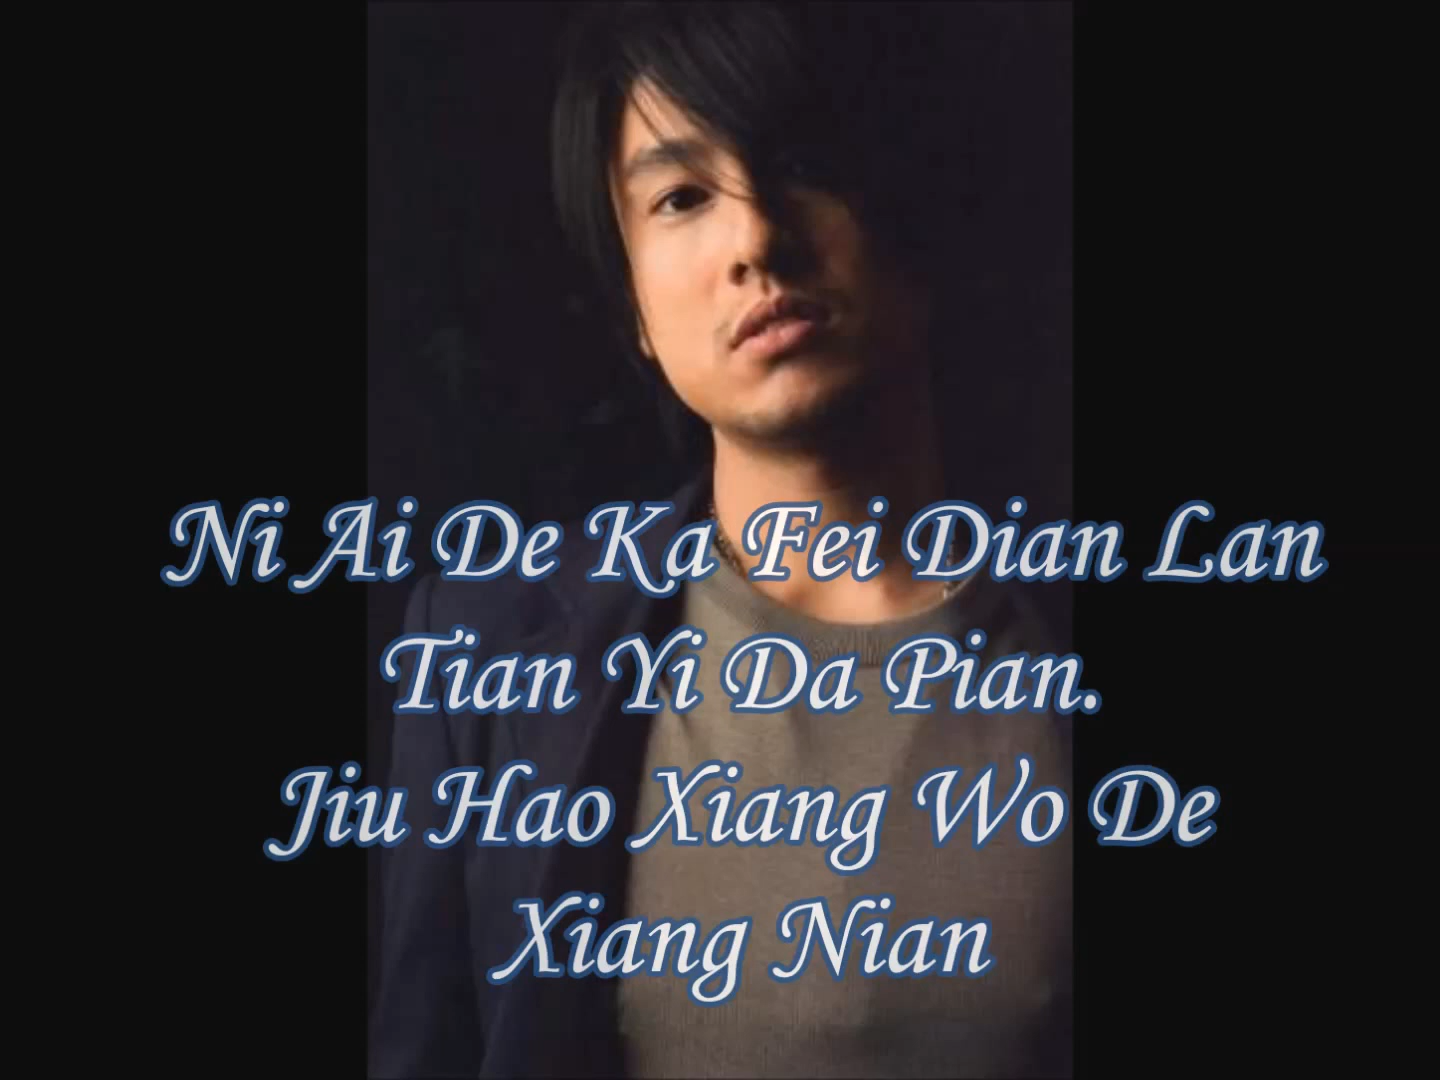 Ni Ai De Ka Fei Dian Lan
Tian Yi Da Pian.
Jiu Hao Xiang Wo De
Xiang Nian